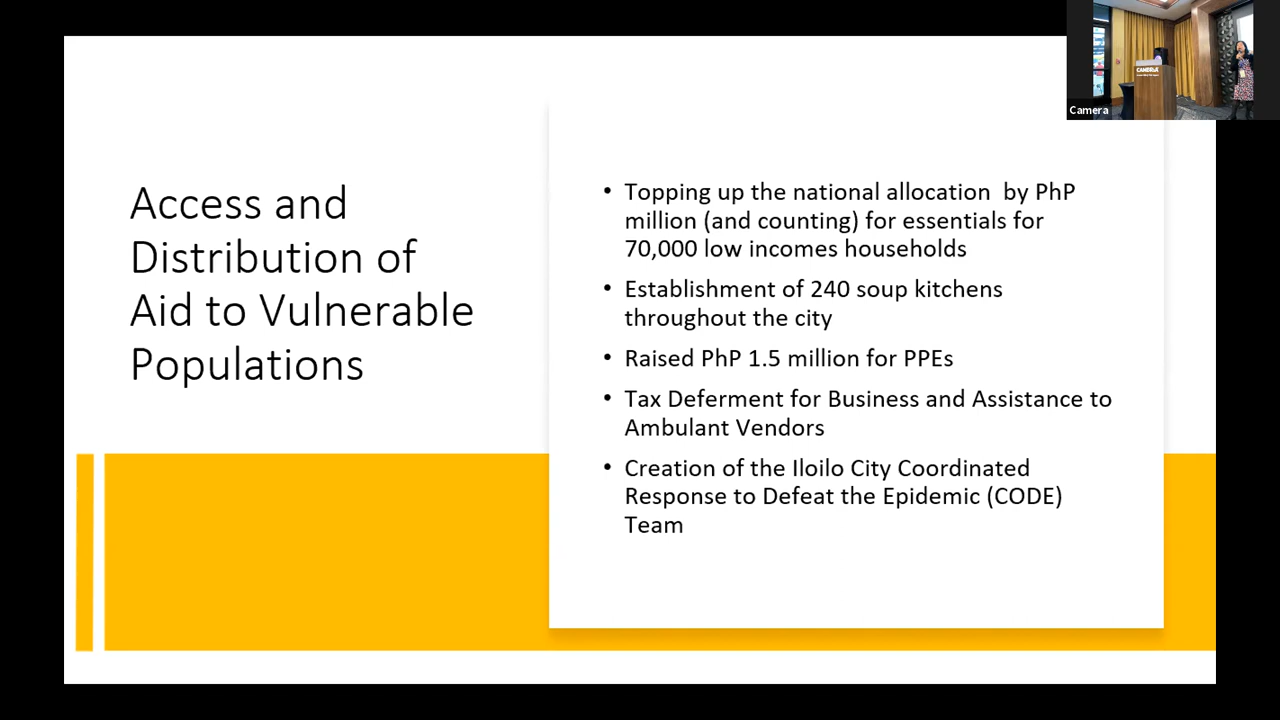 Access and
Distribution of
Aid to Vulnerable
Populations
• Topping up the national allocation  by PhP
million (and counting) for essentials for
70,000 low incomes households
• Establishment of 240 soup kitchens
throughout the city
• Raised PhP 1.5 million for PPEs
• Tax Deferment for Business and Assistance to
Ambulant Vendors
• Creation of the Iloilo City Coordinated
Response to Defeat the Epidemic (CODE)
Team
CAMBRIA
Camera